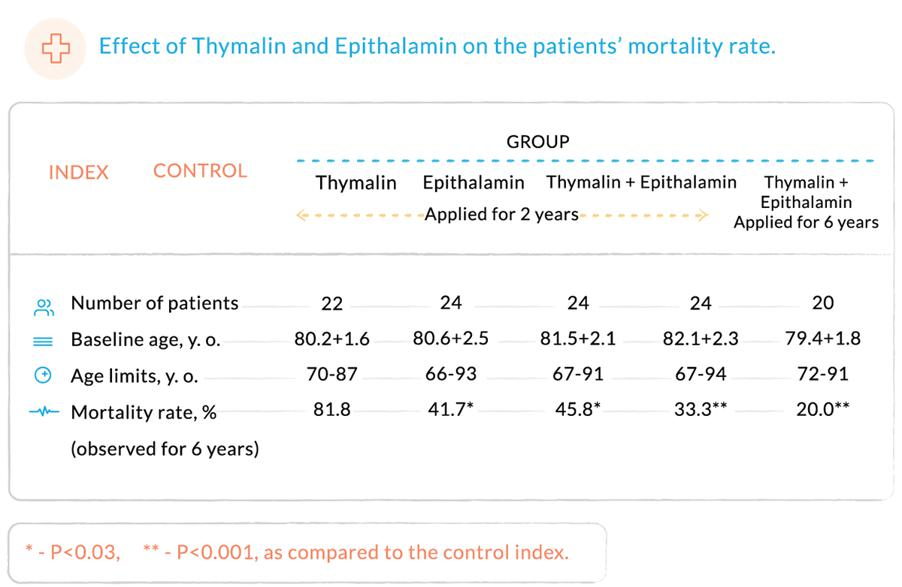 Effect of Thymalin and Epithalamin on the patients' mortality rate.
GROUP
INDEX CONTROL
Thymalin Epithalamin Thymalin + Epithalamin Thymalin +
Epithalamin
Applied for 2 years
Applied for 6 years
Number of patients 22 24 24 24 20
Baseline age, y. o. 80.2+1.6 80.6+2.5 81.5+2.1 82.1+2.3 79.4+1.8
Age limits, y. o. 70-87 66-93 67-91 67-94 72-91
Mortality rate, % 81.8 41.7* 45.8* 33.3** 20.0**
(observed for 6 years)
* - P<0.03, ** - P<0.001, as compared to the control index.